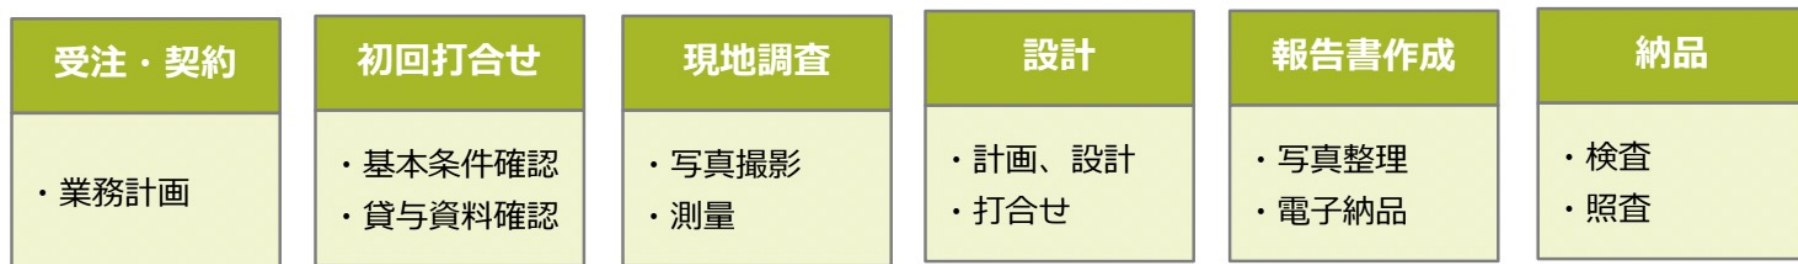 受注・契約
・業務計画
初回打合せ
・基本条件確認
・貸与資料確認
現地調査
・写真撮影
・測量
設計
・計画、設計
・打合せ
報告書作成
・写真整理
・電子納品
納品
・検査
・照査